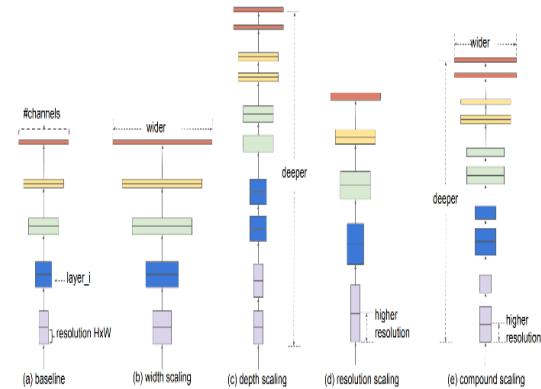 #channels
layer_i
resolution HxW
(a) baseline
wider
(b) width scaling
deeper
(c) depth scaling
higher
resolution
(d) resolution scaling
wider
deeper
higher
resolution
(e) compound scaling